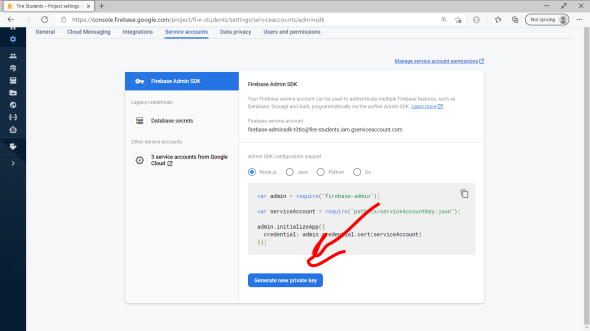 Fire Students – Project settings
https://console.firebase.google.com/project/fire-students/settings/serviceaccounts/adminsdk
Not syncing
General Cloud Messaging Integrations Service accounts Data privacy Users and permissions
Manage service account permissions
Firebase Admin SDK
Legacy credentials
Database secrets
Other service accounts
3 service accounts from Google
Cloud
Firebase Admin SDK
Your Firebase service account can be used to authenticate multiple Firebase features, such as
Database, Storage and Auth, programmatically via the unified Admin SDK. Learn more
Firebase service account
firebase-adminsdk-t3tio@fire-students.iam.gserviceaccount.com
Admin SDK configuration snippet
Node.js Java Python Go
var admin = require("firebase-admin");
var serviceAccount = require("path/to/serviceAccountKey.json");
admin.initializeApp({
credential: admin.credential.cert(serviceAccount)
});
Generate new private key